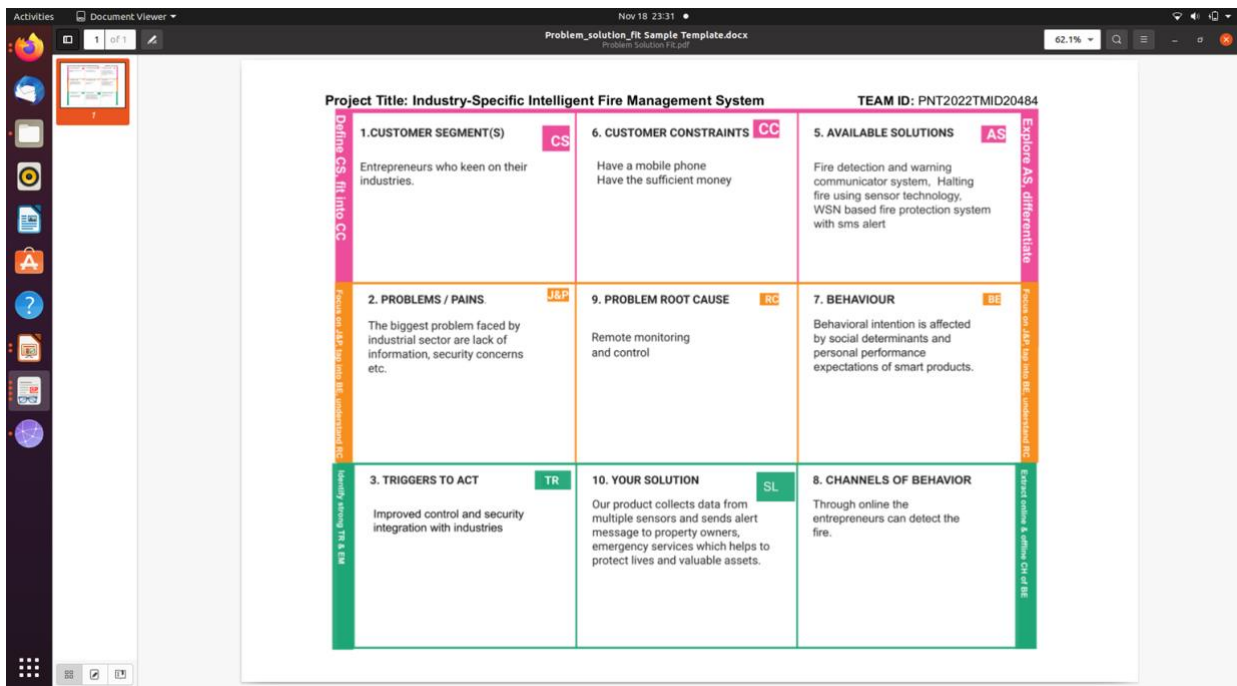 Activities
Document Viewer
Nov 18 23:31
1 of 1
Problem_solution_fit Sample Template.docx
Problem Solution Fit.pdf
62.1%
1
Project Title: Industry-Specific Intelligent Fire Management System
TEAM ID: PNT2022TMID20484
Define CS, fit into CC
1.CUSTOMER SEGMENT(S)
CS
Entrepreneurs who keen on their
industries.
6. CUSTOMER CONSTRAINTS
CC
Have a mobile phone
Have the sufficient money
5. AVAILABLE SOLUTIONS
AS
Fire detection and warning
communicator system, Halting
fire using sensor technology,
WSN based fire protection system
with sms alert
Explore AS, differentiate
Focus on J&P, tap into BE, understand RC
2. PROBLEMS / PAINS
J&P
The biggest problem faced by
industrial sector are lack of
information, security concerns
etc.
9. PROBLEM ROOT CAUSE
RC
Remote monitoring
and control
7. BEHAVIOUR
BE
Behavioral intention is affected
by social determinants and
personal performance
expectations of smart products.
Focus on J&P, tap into BE, understand RC
Identify strong TR & EM
3. TRIGGERS TO ACT
TR
Improved control and security
integration with industries
10. YOUR SOLUTION
SL
Our product collects data from
multiple sensors and sends alert
message to property owners,
emergency services which helps to
protect lives and valuable assets.
8. CHANNELS OF BEHAVIOR
Through online the
entrepreneurs can detect the
fire.
Extract online & offline CH of BE